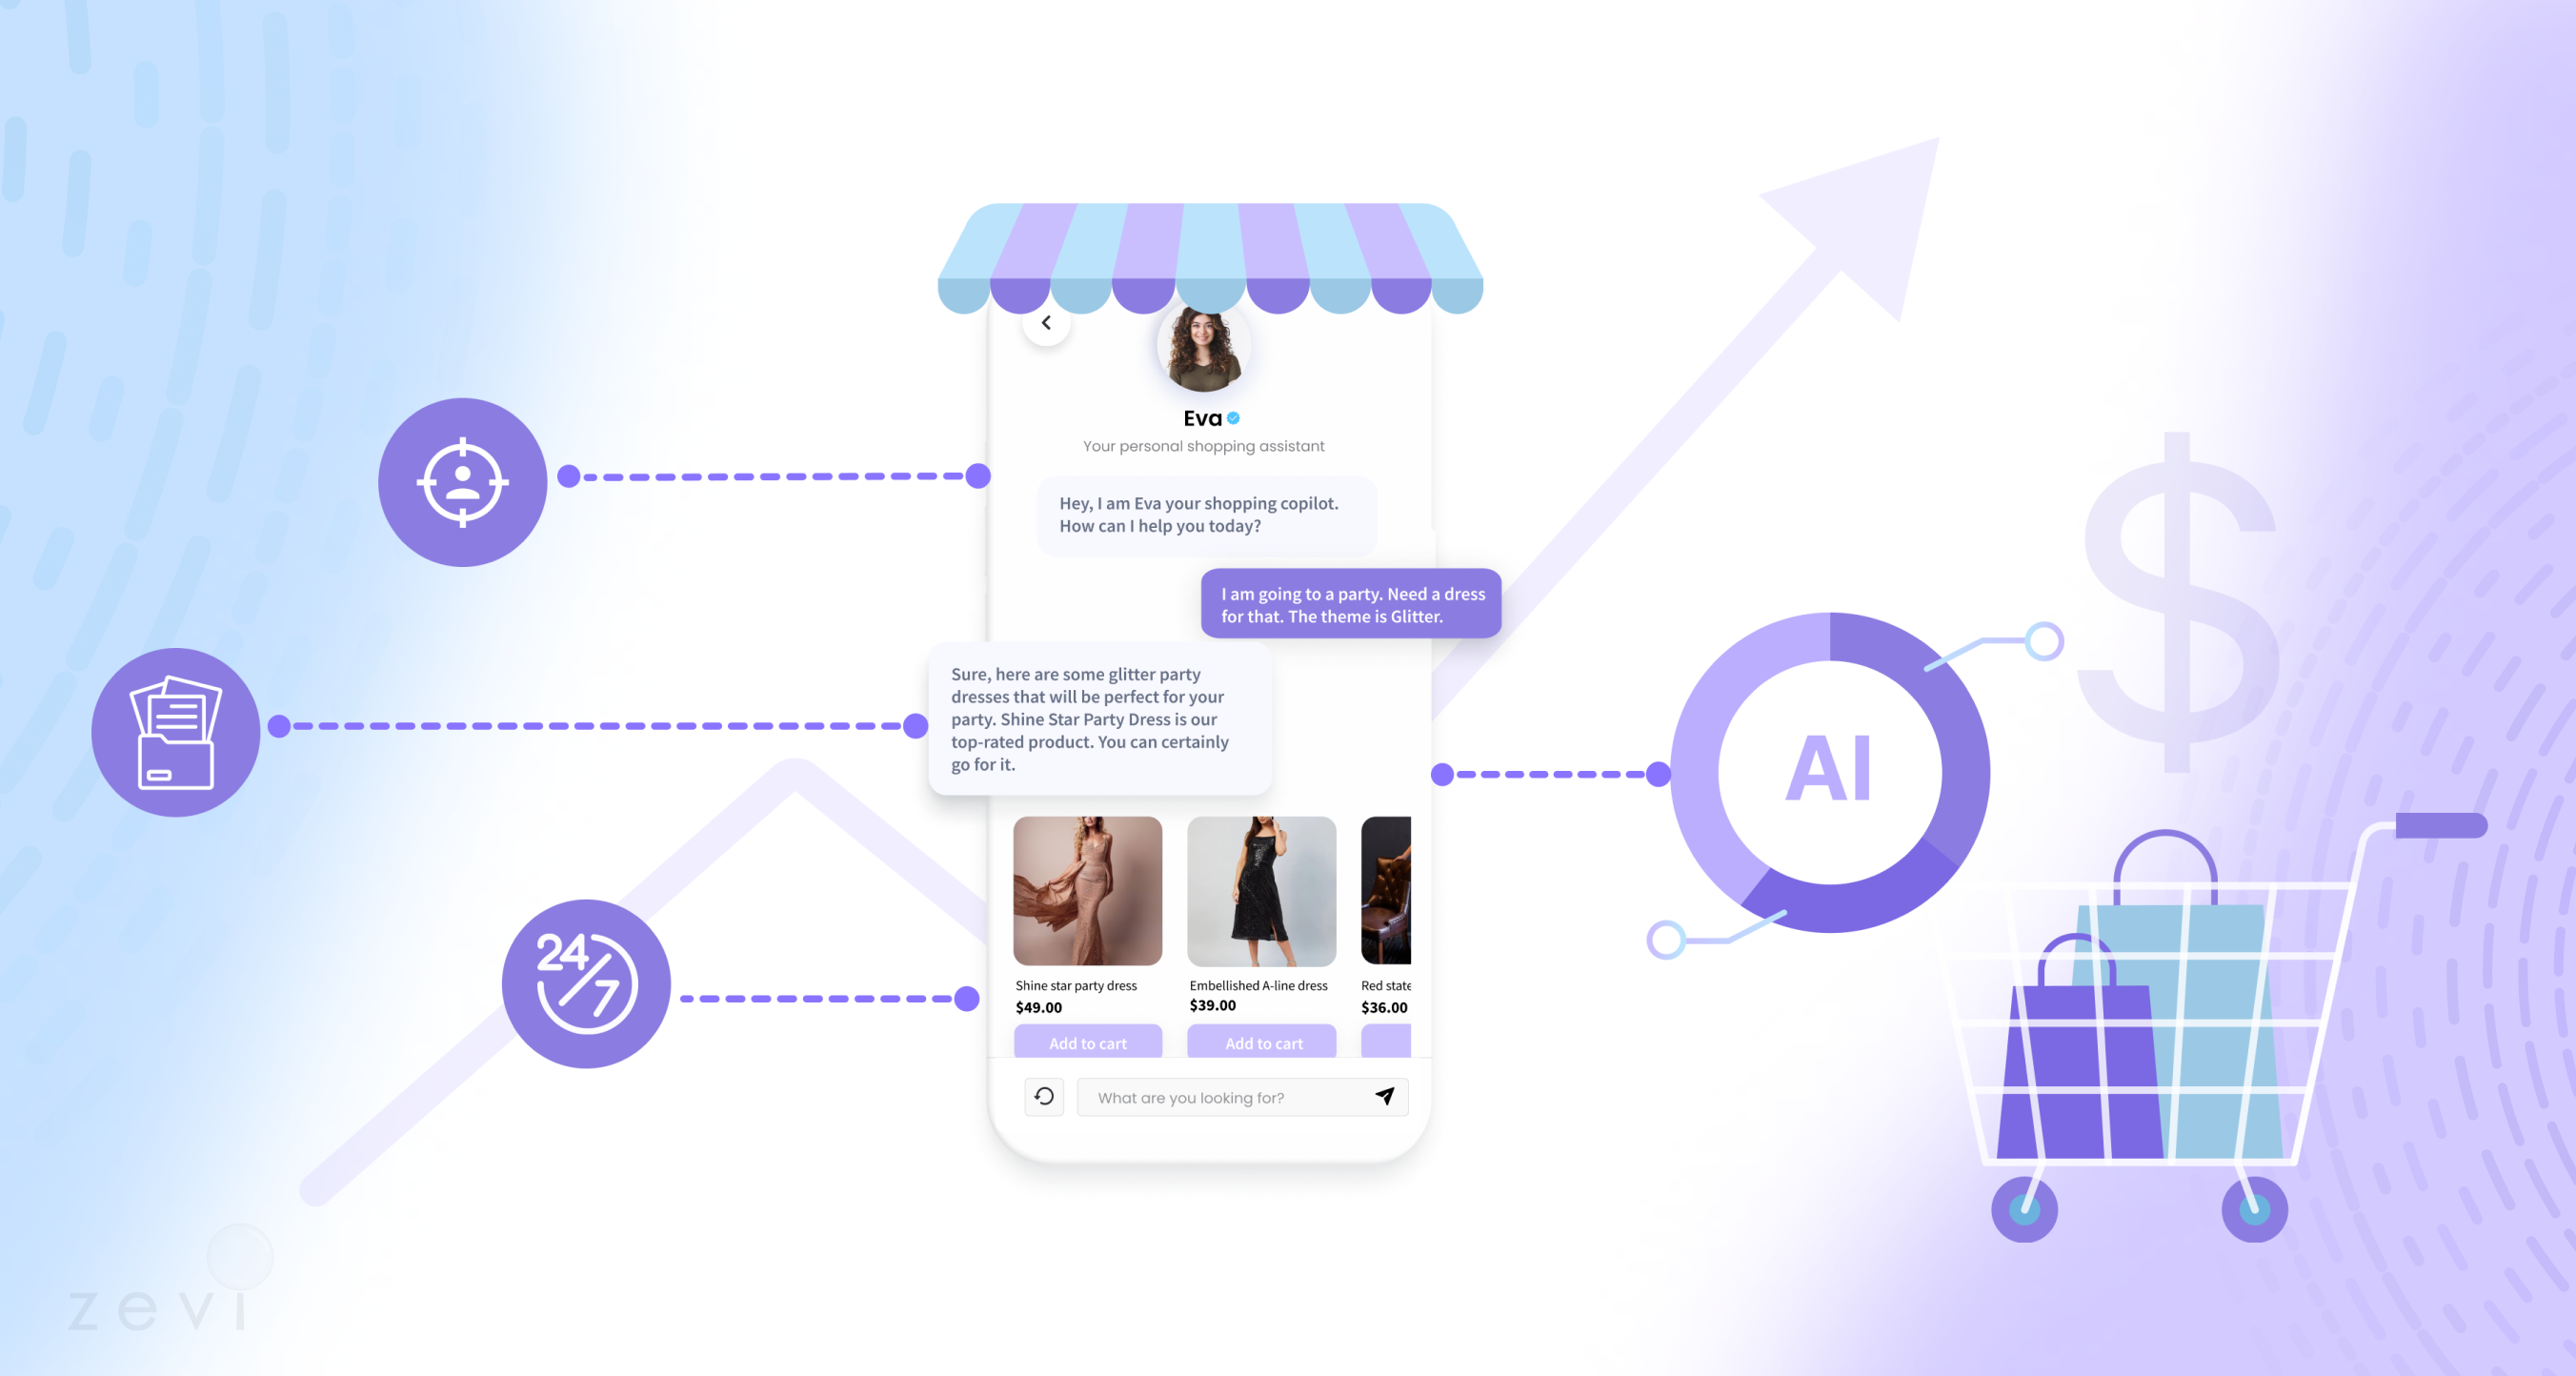 Eva
Your personal shopping assistant
Hey, I am Eva your shopping copilot.
How can I help you today?
I am going to a party. Need a dress
for that. The theme is Glitter.
Sure, here are some glitter party
dresses that will be perfect for your
party. Shine Star Party Dress is our
top-rated product. You can certainly
go for it.
AI
24/7
$
Shine star party dress
$49.00
Add to cart
Embellished A-line dress
$39.00
Add to cart
Red state
$36.00
What are you looking for?
zevi